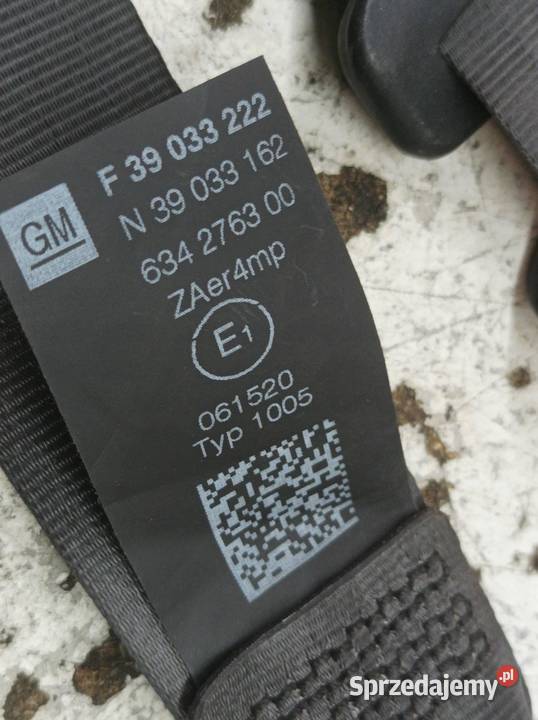 GM
F 39 033 222
N 39 033 162
634 2763 00
ZAer4mp
E1
061520
Typ 1005
Sprzedajemy.pl